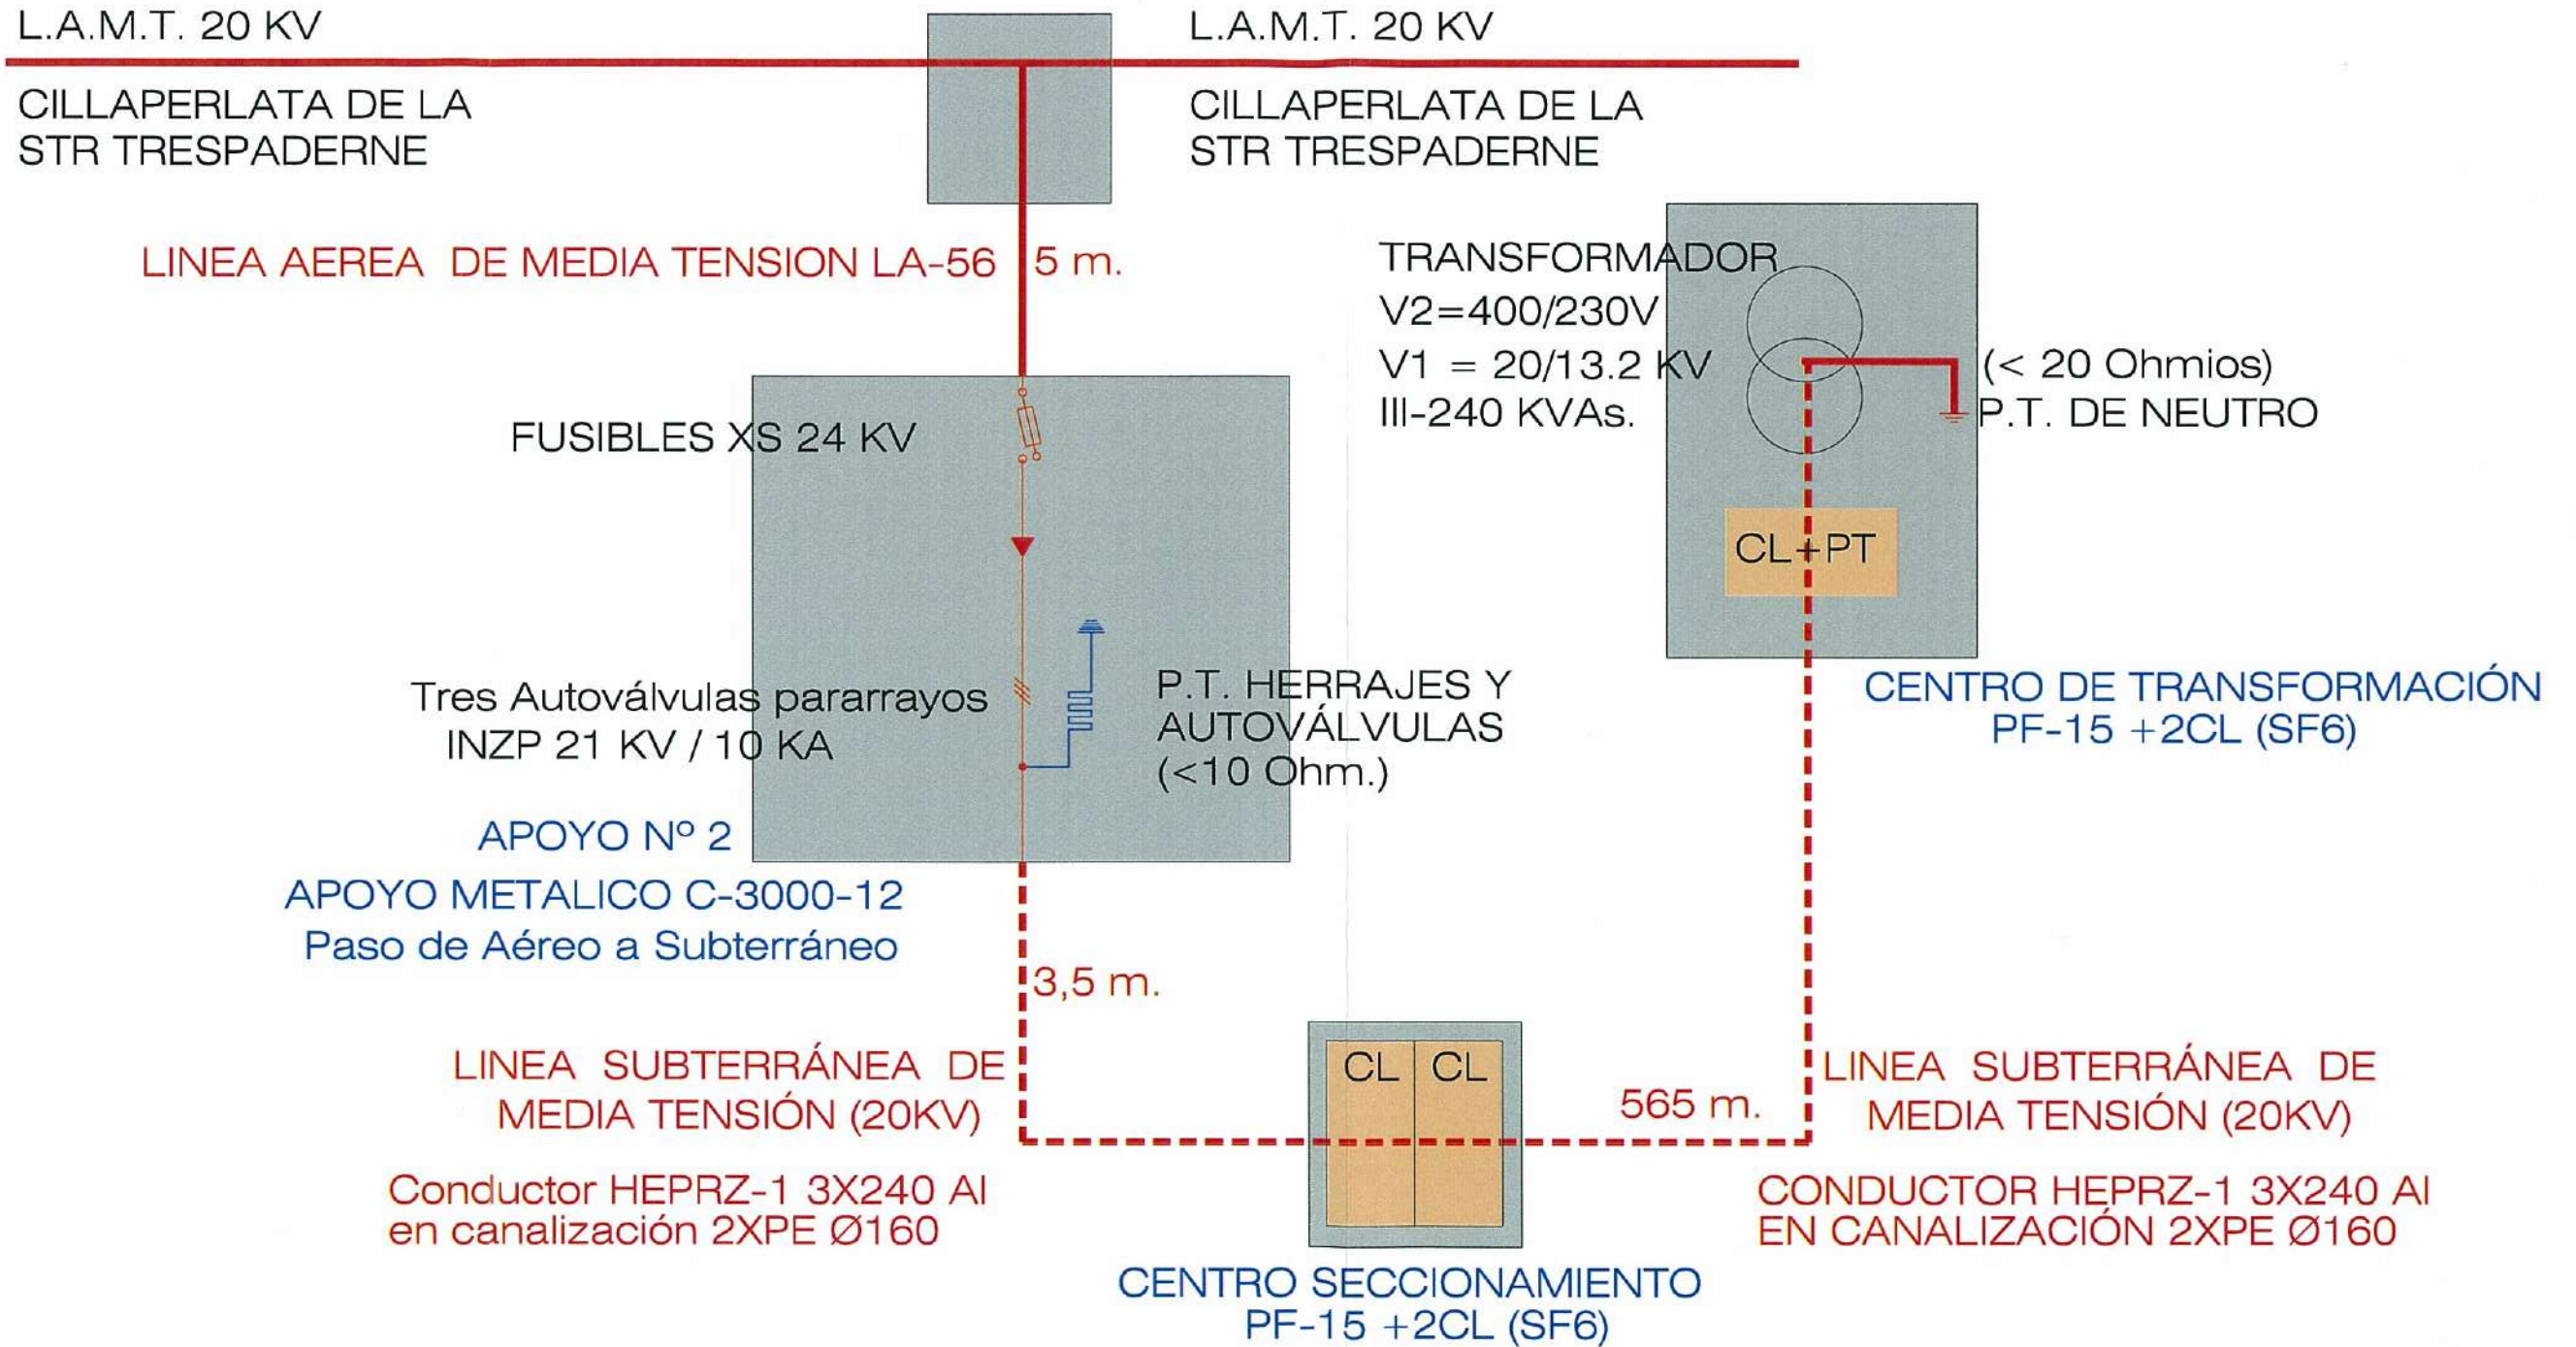 L.A.M.T. 20 KV
CILLAPERLATA DE LA
STR TRESPADERNE
L.A.M.T. 20 KV
CILLAPERLATA DE LA
STR TRESPADERNE
LINEA AEREA DE MEDIA TENSION LA-56
5 m.
TRANSFORMADOR
V2=400/230V
V1 = 20/13.2 KV
III-240 KVAs.
(< 20 Ohmios)
P.T. DE NEUTRO
FUSIBLES XS 24 KV
CL+PT
Tres Autoválvulas pararrayos
INZP 21 KV / 10 KA
P.T. HERRAJES Y
AUTOVÁLVULAS
(<10 Ohm.)
CENTRO DE TRANSFORMACIÓN
PF-15 +2CL (SF6)
APOYO Nº 2
APOYO METALICO C-3000-12
Paso de Aéreo a Subterráneo
3,5 m.
LINEA SUBTERRÁNEA DE
MEDIA TENSIÓN (20KV)
Conductor HEPRZ-1 3X240 Al
en canalización 2XPE Ø160
CL CL
565 m.
LINEA SUBTERRÁNEA DE
MEDIA TENSIÓN (20KV)
CONDUCTOR HEPRZ-1 3X240 Al
EN CANALIZACIÓN 2XPE Ø160
CENTRO SECCIONAMIENTO
PF-15 +2CL (SF6)